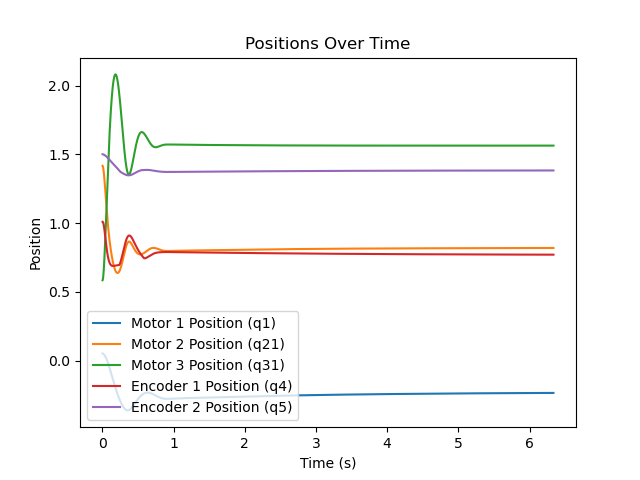 Positions Over Time
2.0
1.5
1.0
0.5
0.0
Position
Motor 1 Position (q1)
Motor 2 Position (q21)
Motor 3 Position (q31)
Encoder 1 Position (q4)
Encoder 2 Position (q5)
0 1 2 3 4 5 6
Time (s)